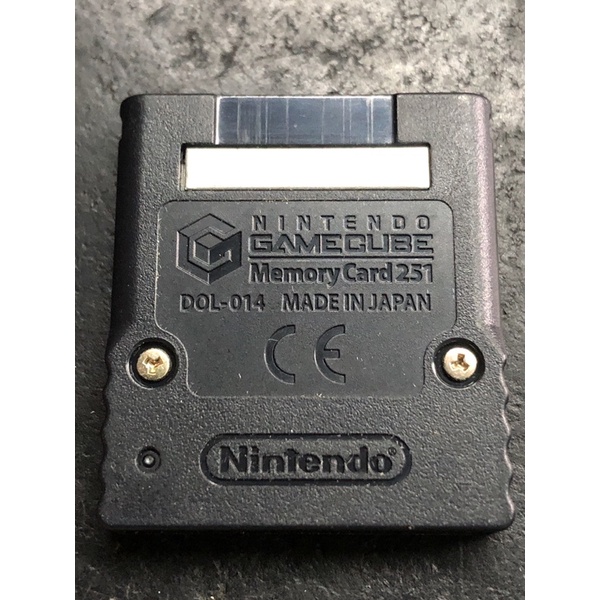 NINTENDO
GAMECUBE
Memory Card 251
DOL-014 MADE IN JAPAN
CE
Nintendo®